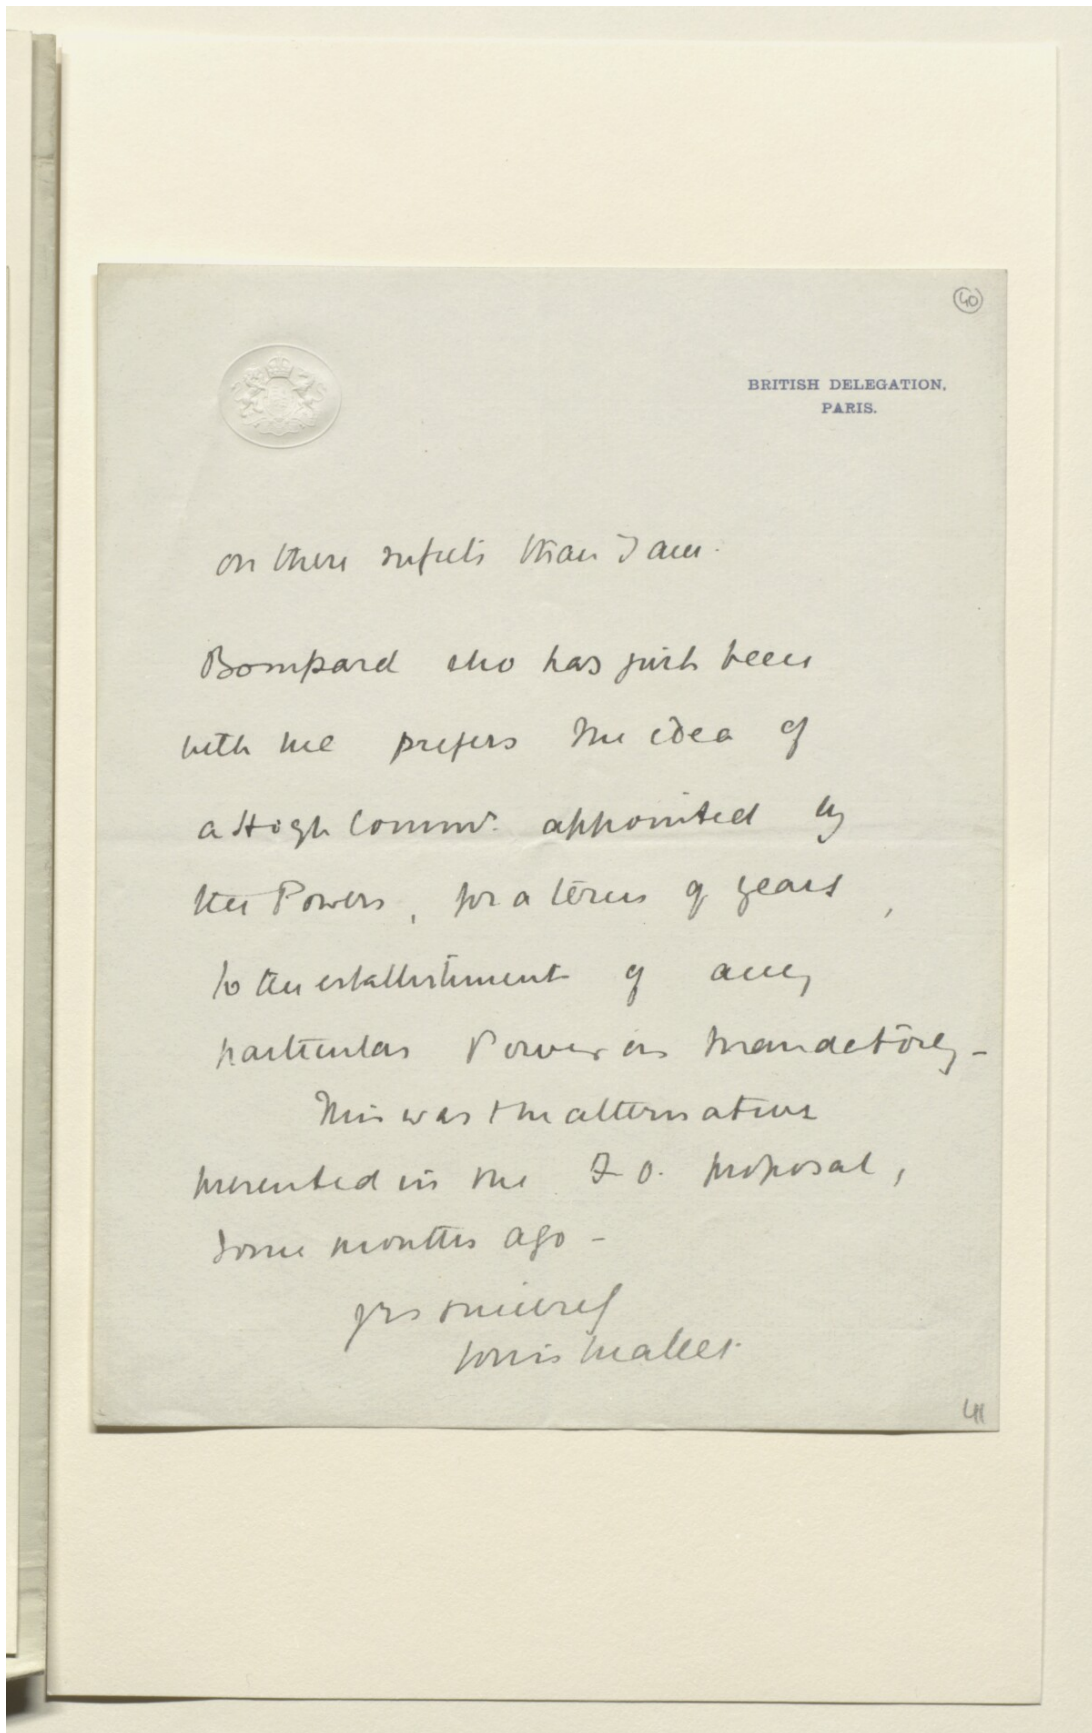 40
BRITISH DELEGATION,
PARIS.
on these subjects than I am.
Bompard who has just been
with me prefers the idea of
a High Commr. appointed by
the Powers, for a term of years,
to the establishment of any
particular Power as Mandatory -
This was the alternative
presented in the F.O. proposal,
some months ago -
yrs sincerely
Louis Mallet.
41